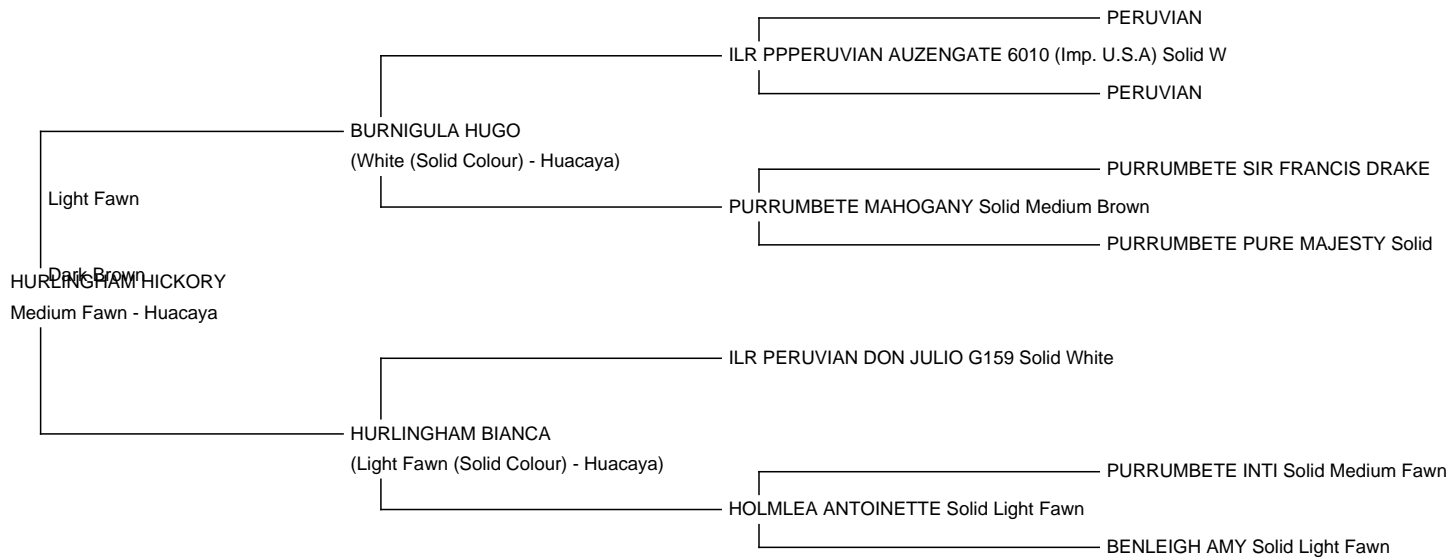 PERUVIAN
ILR PPPERUVIAN AUZENGATE 6010 (Imp. U.S.A) Solid W
PERUVIAN
BURNIGULA HUGO
(White (Solid Colour) - Huacaya)
PURRUMBETE SIR FRANCIS DRAKE
Light Fawn
PURRUMBETE MAHOGANY Solid Medium Brown
PURRUMBETE PURE MAJESTY Solid
Dark Brown
HURLINGHAM HICKORY
Medium Fawn - Huacaya
ILR PERUVIAN DON JULIO G159 Solid White
HURLINGHAM BIANCA
(Light Fawn (Solid Colour) - Huacaya)
PURRUMBETE INTI Solid Medium Fawn
HOLMLEA ANTOINETTE Solid Light Fawn
BENLEIGH AMY Solid Light Fawn